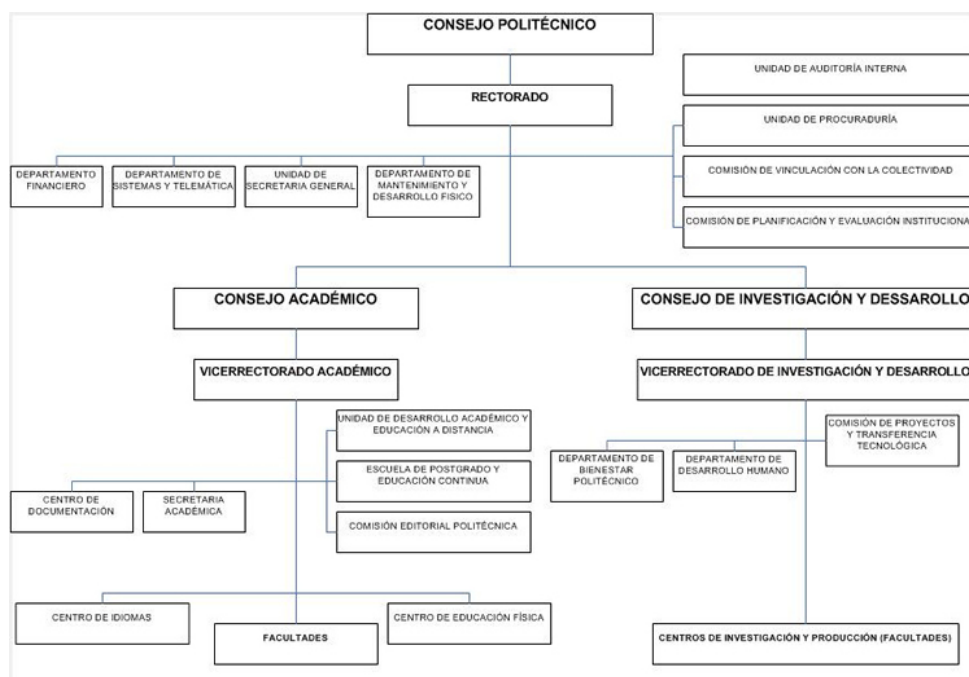 CONSEJO POLITÉCNICO
UNIDAD DE AUDITORÍA INTERNA
RECTORADO
UNIDAD DE PROCURADURÍA
DEPARTAMENTO
FINANCIERO
DEPARTAMENTO DE
SISTEMAS Y TELEMÁTICA
UNIDAD DE
SECRETARIA GENERAL
DEPARTAMENTO DE
MANTENIMIENTO Y
DESARROLLO FISICO
COMISIÓN DE VINCULACIÓN CON LA COLECTIVIDAD
COMISIÓN DE PLANIFICACIÓN Y EVALUACIÓN INSTITUCIONA
CONSEJO ACADÉMICO
CONSEJO DE INVESTIGACIÓN Y DESSAROLLO
VICERRECTORADO ACADÉMICO
VICERRECTORADO DE INVESTIGACIÓN Y DESARROLLO
UNIDAD DE DESARROLLO ACADÉMICO Y
EDUCACIÓN A DISTANCIA
COMISIÓN DE PROYECTOS
Y TRANSFERENCIA
TECNOLÓGICA
DEPARTAMENTO DE
BIENESTAR
POLITÉCNICO
DEPARTAMENTO DE
DESARROLLO HUMANO
ESCUELA DE POSTGRADO Y
EDUCACIÓN CONTINUA
CENTRO DE
DOCUMENTACIÓN
SECRETARIA
ACADÉMICA
COMISIÓN EDITORIAL POLITÉCNICA
CENTRO DE IDIOMAS
CENTRO DE EDUCACIÓN FÍSICA
FACULTADES
CENTROS DE INVESTIGACIÓN Y PRODUCCIÓN (FACULTADES)